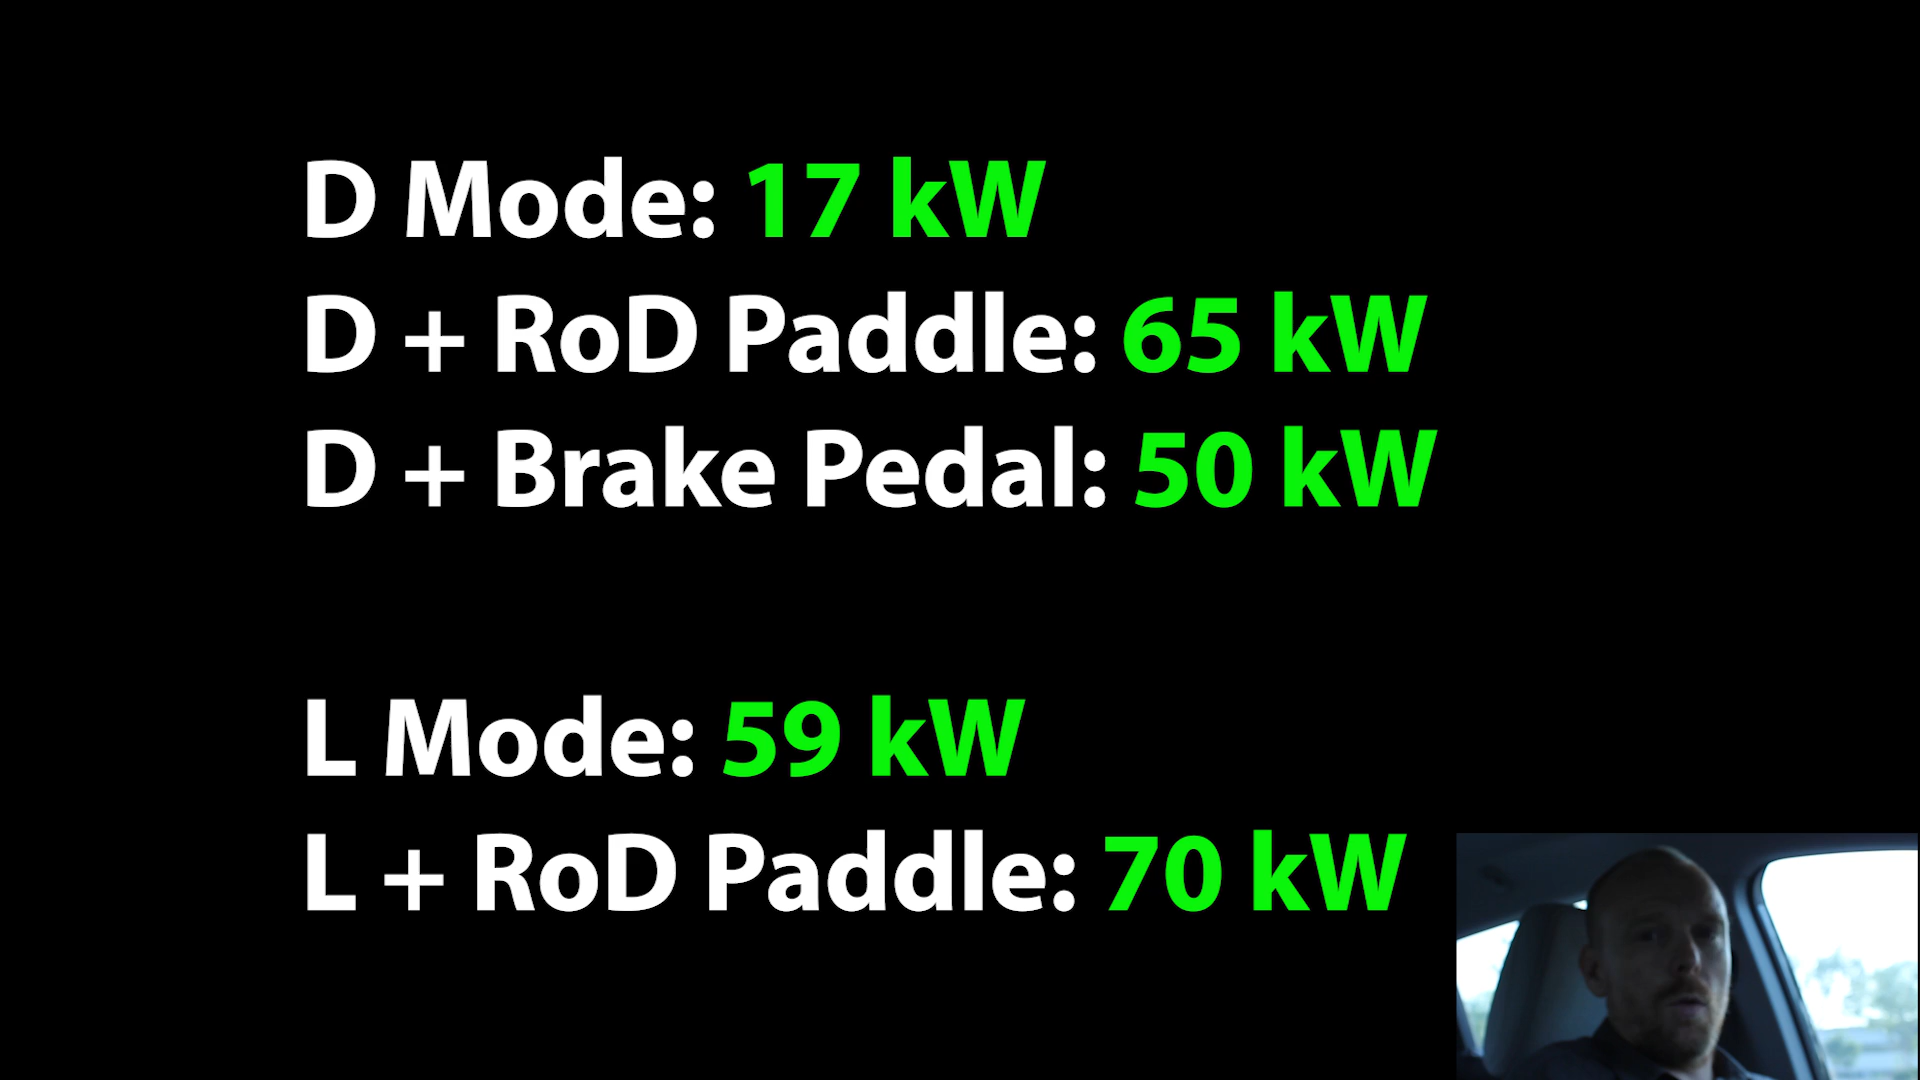 D Mode: 17 kW
D + RoD Paddle: 65 kW
D + Brake Pedal: 50 kW
L Mode: 59 kW
L + RoD Paddle: 70 kW